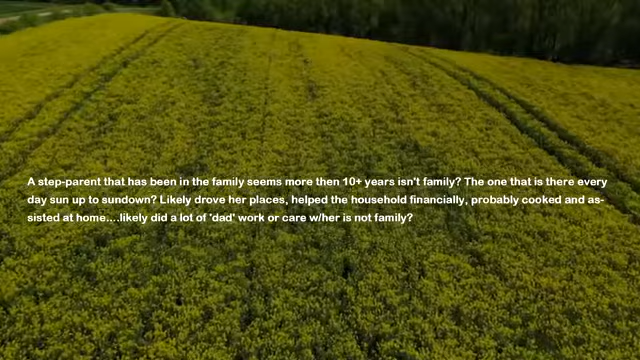 A step-parent that has been in the family seems more then 10+ years isn't family? The one that is there every
day sun up to sundown? Likely drove her places, helped the household financially, probably cooked and as-
sisted at home....likely did a lot of 'dad' work or care w/her is not family?